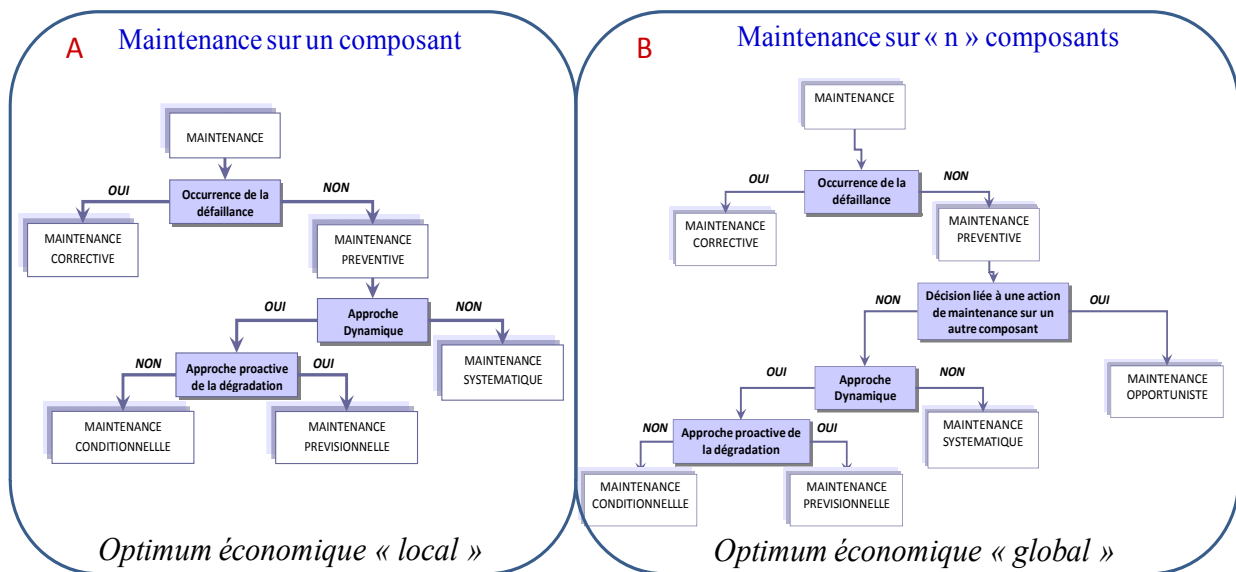 A
Maintenance sur un composant
MAINTENANCE
OUI
Occurrence de la
défaillance
NON
MAINTENANCE
CORRECTIVE
MAINTENANCE
PREVENTIVE
OUI
Approche
Dynamique
NON
NON
Approche proactive
de la dégradation
OUI
MAINTENANCE
SYSTEMATIQUE
MAINTENANCE
CONDITIONNELLLE
MAINTENANCE
PREVISIONNELLE
Optimum économique « local »
B
Maintenance sur « n » composants
MAINTENANCE
OUI
Occurrence de la
défaillance
NON
MAINTENANCE
CORRECTIVE
MAINTENANCE
PREVENTIVE
NON
Décision liée à une action
de maintenance sur un
autre composant
OUI
OUI
Approche
Dynamique
NON
MAINTENANCE
OPPORTUNISTE
NON
Approche proactive de
la dégradation
OUI
MAINTENANCE
SYSTEMATIQUE
MAINTENANCE
CONDITIONNELLLE
MAINTENANCE
PREVISIONNELLE
Optimum économique « global »